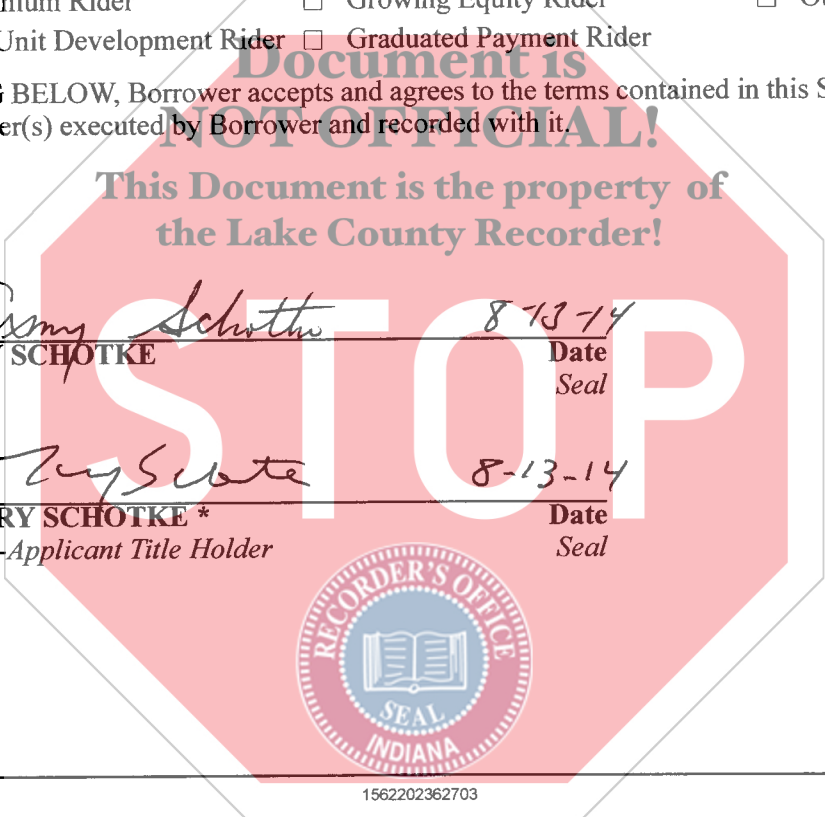 Rider □ Growing Equity Rider □
Unit Development Rider □ Graduated Payment Rider
Document is
BELOW, Borrower accepts and agrees to the terms contained in this S
er(s) executed by Borrower and recorded with it.
NOT OFFICIAL!
This Document is the property of
the Lake County Recorder!
STOP
Schotke 8-13-14
SCHOTKE Date
Seal
8-13-14
RY SCHOTKE * Date
-Applicant Title Holder Seal
RECORDER'S OFFICE
SEAL
INDIANA
1562202362703